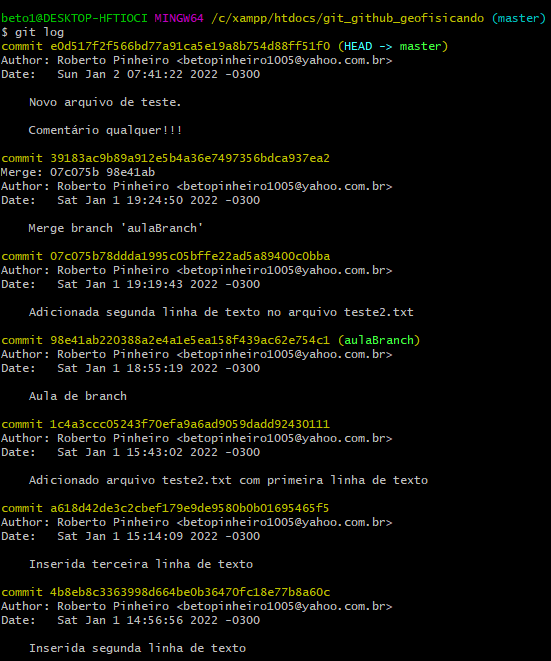 beto1@DESKTOP-HFTIOCI MINGW64 /c/xampp/htdocs/git_github_geofisicando (master)
$ git log
commit e0d517f2f566bd77a91ca5e19a8b754d88ff51f0 (HEAD -> master)
Author: Roberto Pinheiro <betopinheiro1005@yahoo.com.br>
Date:   Sun Jan 2 07:41:22 2022 -0300
Novo arquivo de teste.
Comentário qualquer!!!
commit 39183ac9b89a912e5b4a36e7497356bdca937ea2
Merge: 07c075b 98e41ab
Author: Roberto Pinheiro <betopinheiro1005@yahoo.com.br>
Date:   Sat Jan 1 19:24:50 2022 -0300
Merge branch 'aulaBranch'
commit 07c075b78ddda1995c05bffe22ad5a89400c0bba
Author: Roberto Pinheiro <betopinheiro1005@yahoo.com.br>
Date:   Sat Jan 1 19:19:43 2022 -0300
Adicionada segunda linha de texto no arquivo teste2.txt
commit 98e41ab220388a2e4a1e5ea158f439ac62e754c1 (aulaBranch)
Author: Roberto Pinheiro <betopinheiro1005@yahoo.com.br>
Date:   Sat Jan 1 18:55:19 2022 -0300
Aula de branch
commit 1c4a3ccc05243f70efa9a6ad9059dadd92430111
Author: Roberto Pinheiro <betopinheiro1005@yahoo.com.br>
Date:   Sat Jan 1 15:43:02 2022 -0300
Adicionado arquivo teste2.txt com primeira linha de texto
commit a618d42de3c2cbef179e9de9580b0b01695465f5
Author: Roberto Pinheiro <betopinheiro1005@yahoo.com.br>
Date:   Sat Jan 1 15:14:09 2022 -0300
Inserida terceira linha de texto
commit 4b8eb8c3363998d664be0b36470fc18e77b8a60c
Author: Roberto Pinheiro <betopinheiro1005@yahoo.com.br>
Date:   Sat Jan 1 14:56:56 2022 -0300
Inserida segunda linha de texto